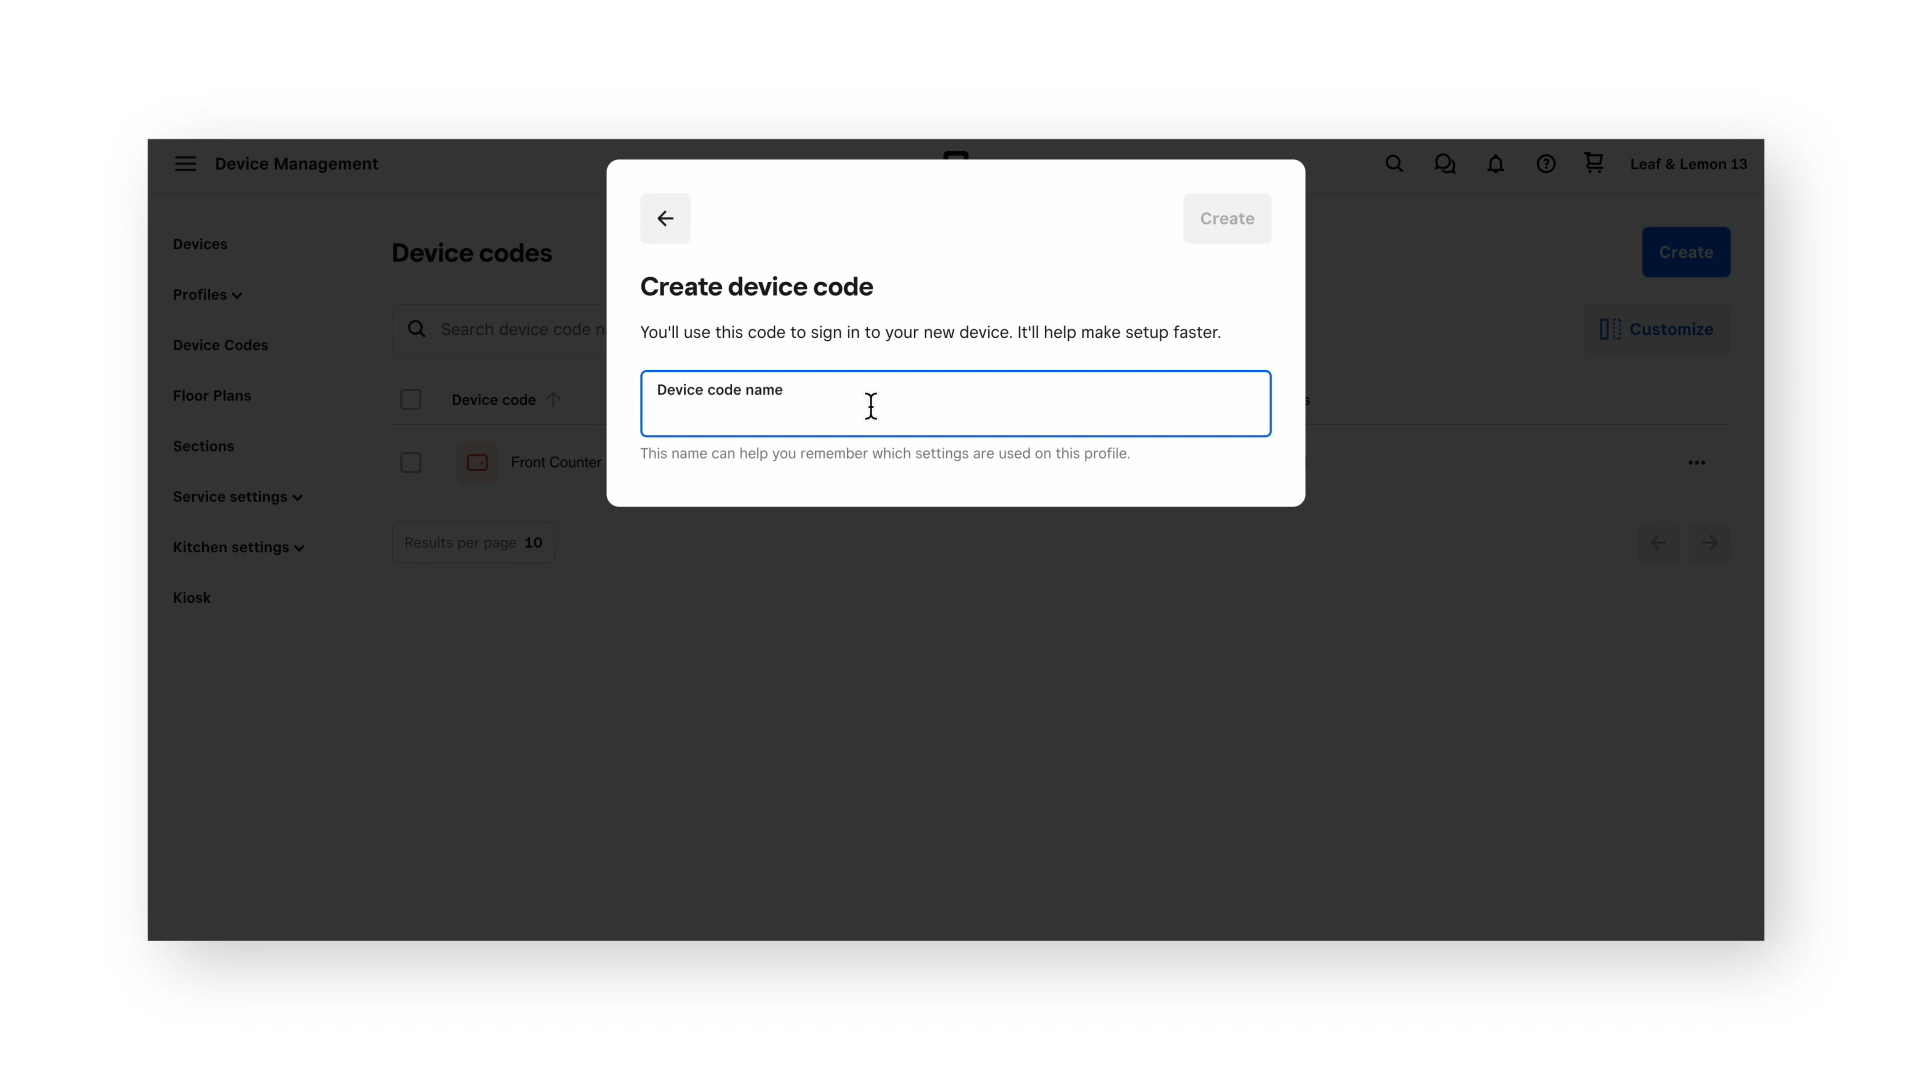 Device Management
Leaf & Lemon 13
Devices
Profiles
Device Codes
Floor Plans
Sections
Service settings
Kitchen settings
Kiosk
Device codes
Create
Search device code n
Customize
Device code
s
Front Counter
Results per page 10
Create
Create device code
You'll use this code to sign in to your new device. It'll help make setup faster.
Device code name
This name can help you remember which settings are used on this profile.